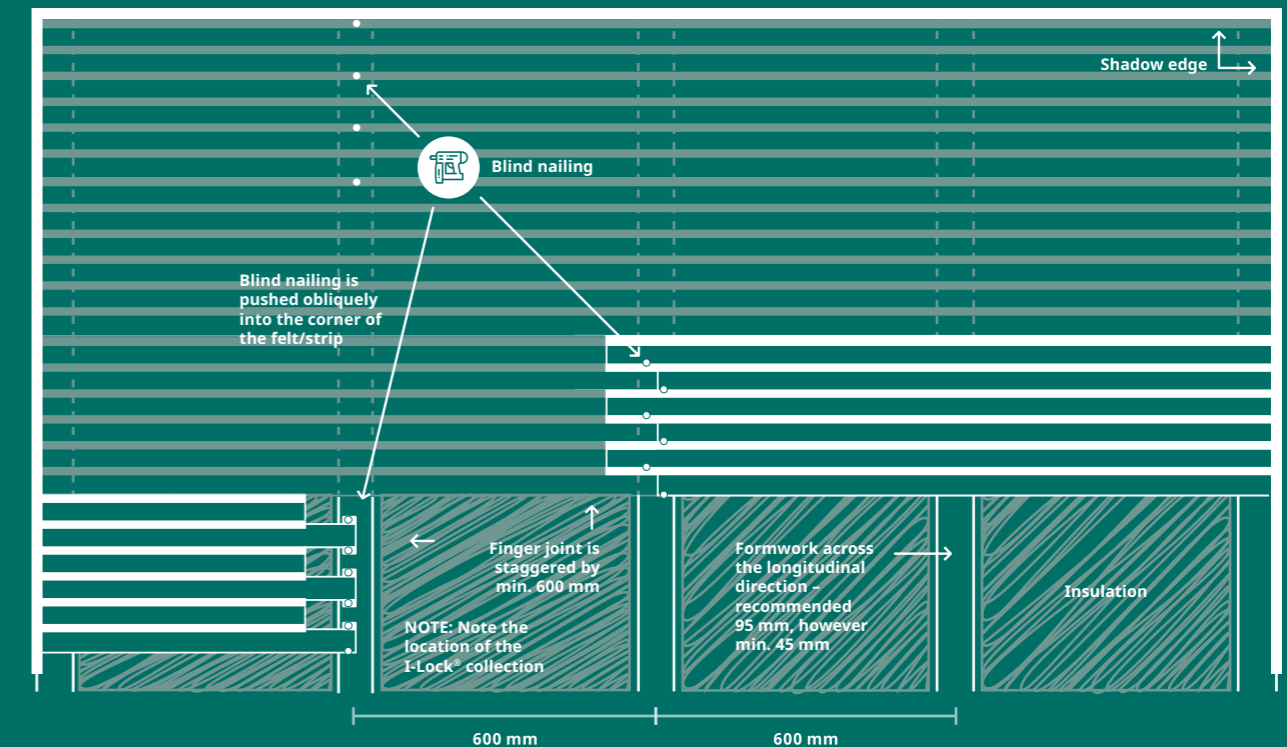 Shadow edge
Blind nailing
Blind nailing is
pushed obliquely
into the corner of
the felt/strip
Finger joint is
staggered by
min. 600 mm
NOTE: Note the
location of the
I-Lock® collection
Formwork across
the longitudinal
direction –
recommended
95 mm, however
min. 45 mm
Insulation
600 mm
600 mm